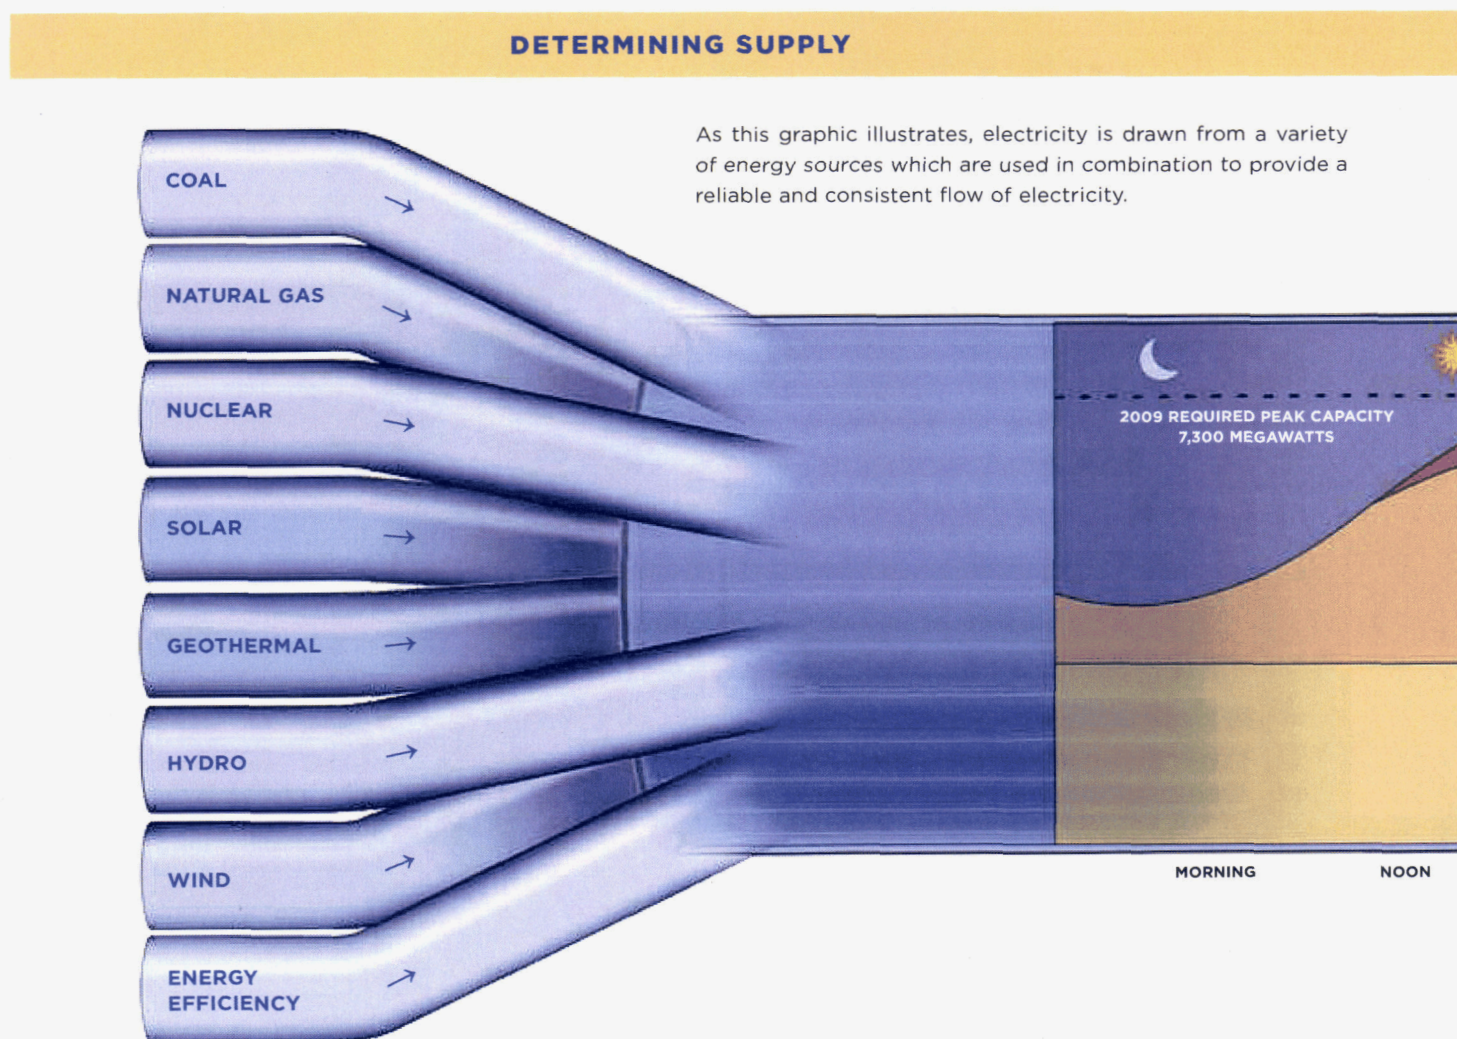 DETERMINING SUPPLY
As this graphic illustrates, electricity is drawn from a variety
of energy sources which are used in combination to provide a
reliable and consistent flow of electricity.
COAL
NATURAL GAS
NUCLEAR
SOLAR
GEOTHERMAL
HYDRO
WIND
ENERGY
EFFICIENCY
2009 REQUIRED PEAK CAPACITY
7,300 MEGAWATTS
MORNING
NOON